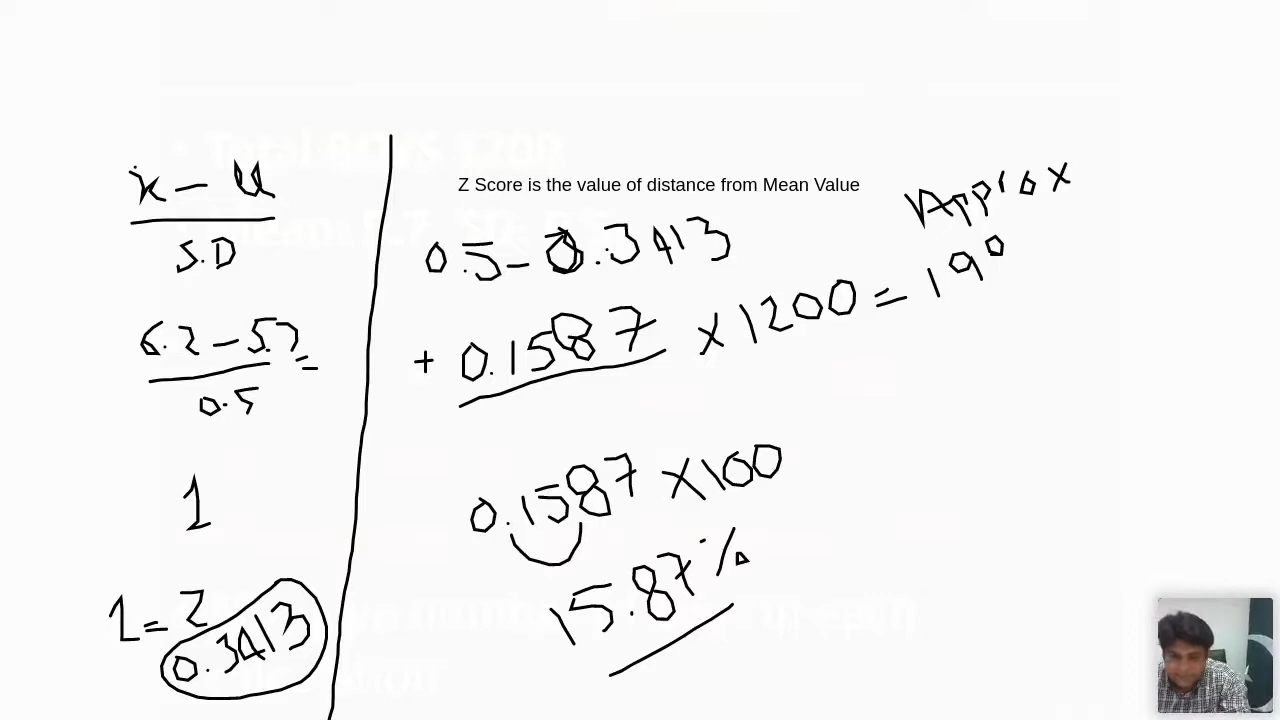 x - u
S.D
6.2 - 5.7 =
0.5
1
1 = Z
0.3413
Z Score is the value of distance from Mean Value
0.5 - 0.3413
+ 0.1587 x 1200 = 190
Approx
0.1587 x 100
15.87 %